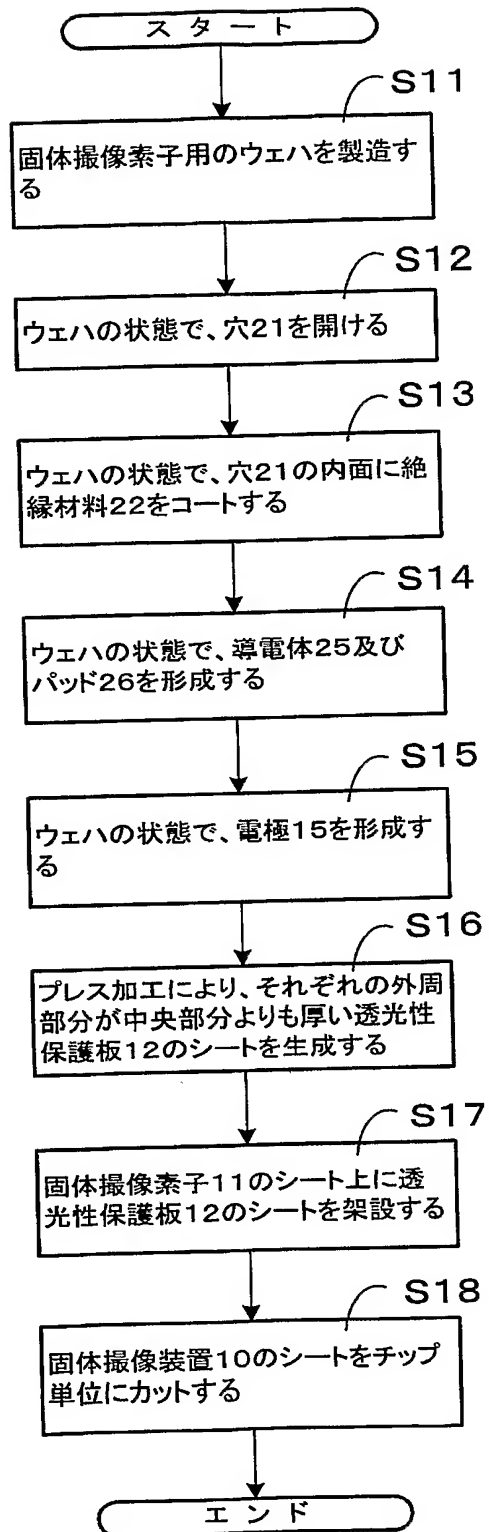 スタート
S11
固体撮像素子用のウェハを製造す
る
S12
ウェハの状態で、穴21を開ける
S13
ウェハの状態で、穴21の内面に絶
縁材料22をコートする
S14
ウェハの状態で、導電体25及び
パッド26を形成する
S15
ウェハの状態で、電極15を形成す
る
S16
プレス加工により、それぞれの外周
部分が中央部分よりも厚い透光性
保護板12のシートを生成する
S17
固体撮像素子11のシート上に透
光性保護板12のシートを架設する
S18
固体撮像装置10のシートをチップ
単位にカットする
エンド